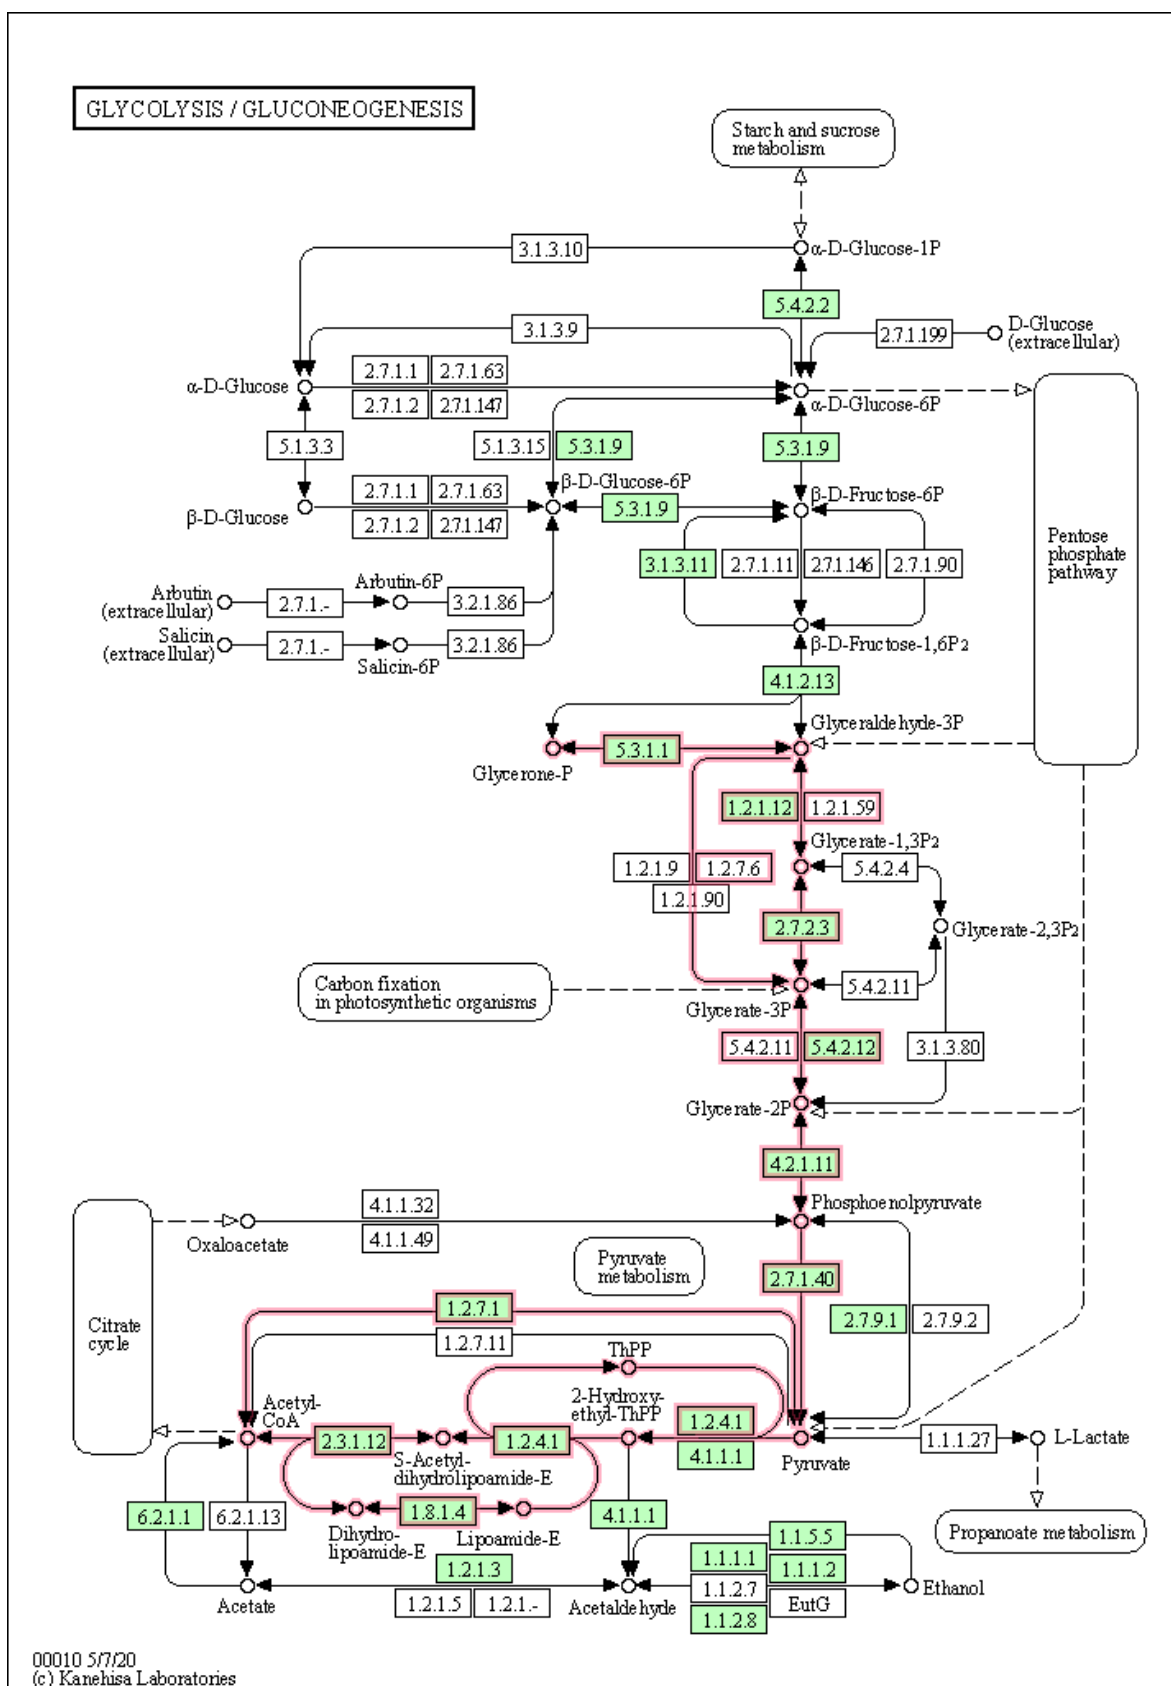 GLYCOLYSIS / GLUCONEOGENESIS
Starch and sucrose
metabolism
3.1.3.10
α-D-Glucose-1P
5.4.2.2
3.1.3.9
2.7.1.199
D-Glucose
(extracellular)
α-D-Glucose
2.7.1.1
2.7.1.63
2.7.1.2
2.7.1.147
α-D-Glucose-6P
5.1.3.3
5.1.3.15
5.3.1.9
5.3.1.9
β-D-Glucose
2.7.1.1
2.7.1.63
2.7.1.2
2.7.1.147
β-D-Glucose-6P
5.3.1.9
β-D-Fructose-6P
Pentose
phosphate
pathway
3.1.3.11
2.7.1.11
2.7.1.146
2.7.1.90
Arbutin
(extracellular)
2.7.1.-
Arbutin-6P
3.2.1.86
Salicin
(extracellular)
2.7.1.-
Salicin-6P
3.2.1.86
β-D-Fructose-1,6P2
4.1.2.13
Glyceraldehyde-3P
Glycerone-P
5.3.1.1
1.2.1.12
1.2.1.59
Glycerate-1,3P2
1.2.1.9
1.2.7.6
1.2.1.90
5.4.2.4
2.7.2.3
Glycerate-2,3P2
Carbon fixation
in photosynthetic organisms
Glycerate-3P
5.4.2.11
5.4.2.11
5.4.2.12
3.1.3.80
Glycerate-2P
4.2.1.11
Phosphoenolpyruvate
4.1.1.32
4.1.1.49
Oxaloacetate
Pyruvate
metabolism
2.7.1.40
Citrate
cycle
1.2.7.1
1.2.7.11
2.7.9.1
2.7.9.2
ThPP
Acetyl-
CoA
2-Hydroxy-
ethyl-ThPP
2.3.1.12
S-Acetyl-
dihydrolipoamide-E
1.2.4.1
1.2.4.1
4.1.1.1
Pyruvate
1.1.1.27
L-Lactate
6.2.1.1
6.2.1.13
Dihydro-
lipoamide-E
1.8.1.4
Lipoamide-E
4.1.1.1
Propanoate metabolism
1.2.1.3
1.2.1.5
1.2.1.-
Acetate
Acetaldehyde
1.1.5.5
1.1.1.1
1.1.1.2
1.1.2.7
EutG
1.1.2.8
Ethanol
00010 5/7/20
(c) Kanehisa Laboratories